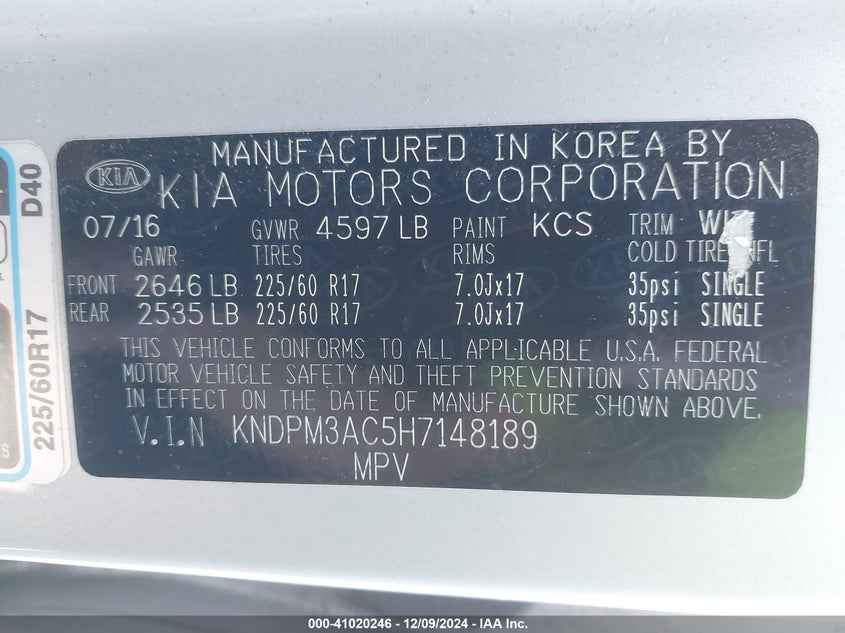 MANUFACTURED IN KOREA BY
KIA KIA MOTORS CORPORATION
07/16 GVWR 4597 LB PAINT KCS TRIM
GAWR TIRES RIMS COLD TIRE
FRONT 2646 LB 225/60 R17 7.0Jx17 35psi SINGLE
REAR 2535 LB 225/60 R17 7.0Jx17 35psi SINGLE
THIS VEHICLE CONFORMS TO ALL APPLICABLE U.S.A. FEDERAL
MOTOR VEHICLE SAFETY AND THEFT PREVENTION STANDARDS
IN EFFECT ON THE DATE OF MANUFACTURE SHOWN ABOVE.
V.I.N KNDPM3AC5H7148189
MPV
225/60R17 D40
000-41020246 - 12/09/2024 - IAA Inc.